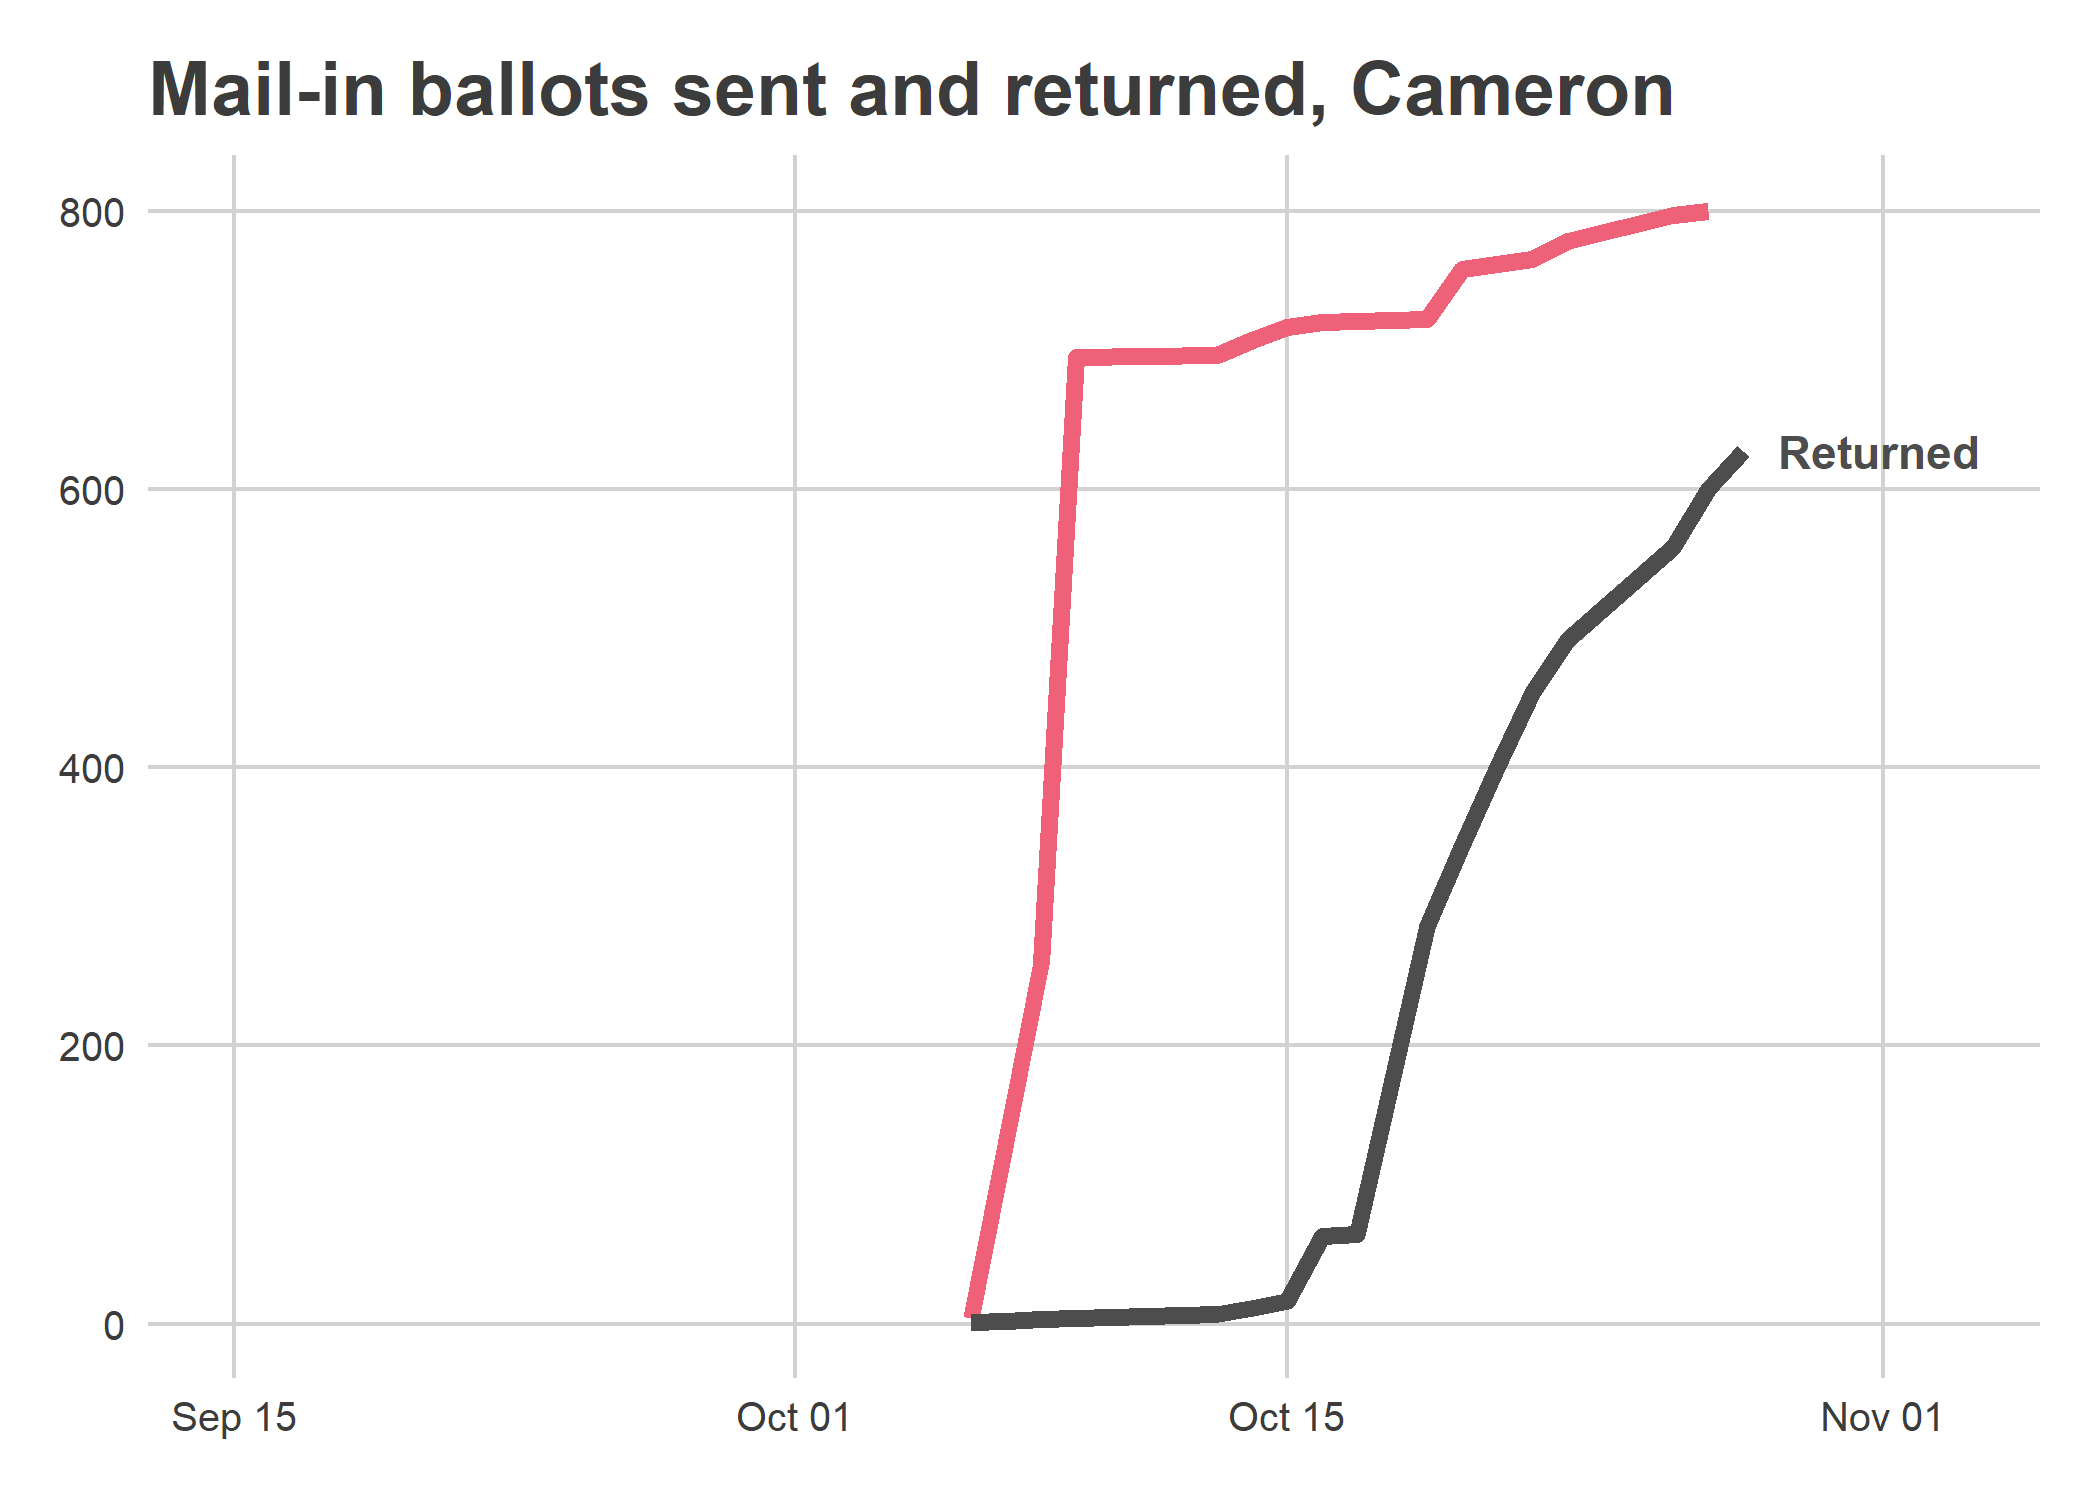 Mail-in ballots sent and returned, Cameron
800
600
400
200
0
Returned
Sep 15
Oct 01
Oct 15
Nov 01